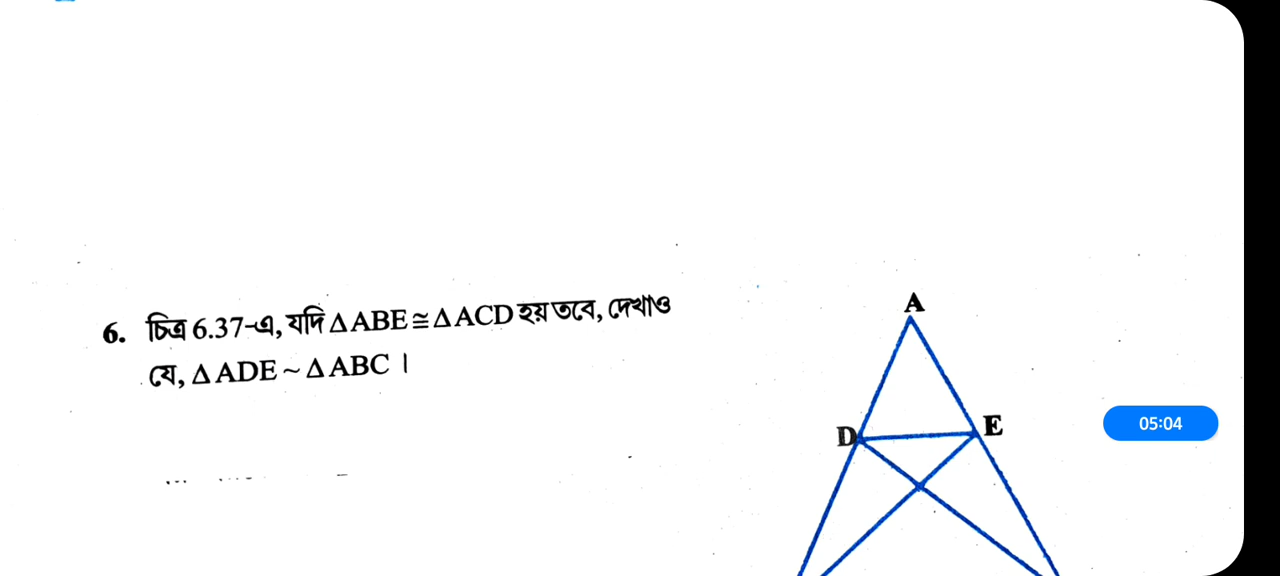 6. চিত্র 6.37-এ, যদি △ABE ≅ △ACD হয় তবে, দেখাও
যে, △ADE ~ △ABC ।
A
D
E
05:04